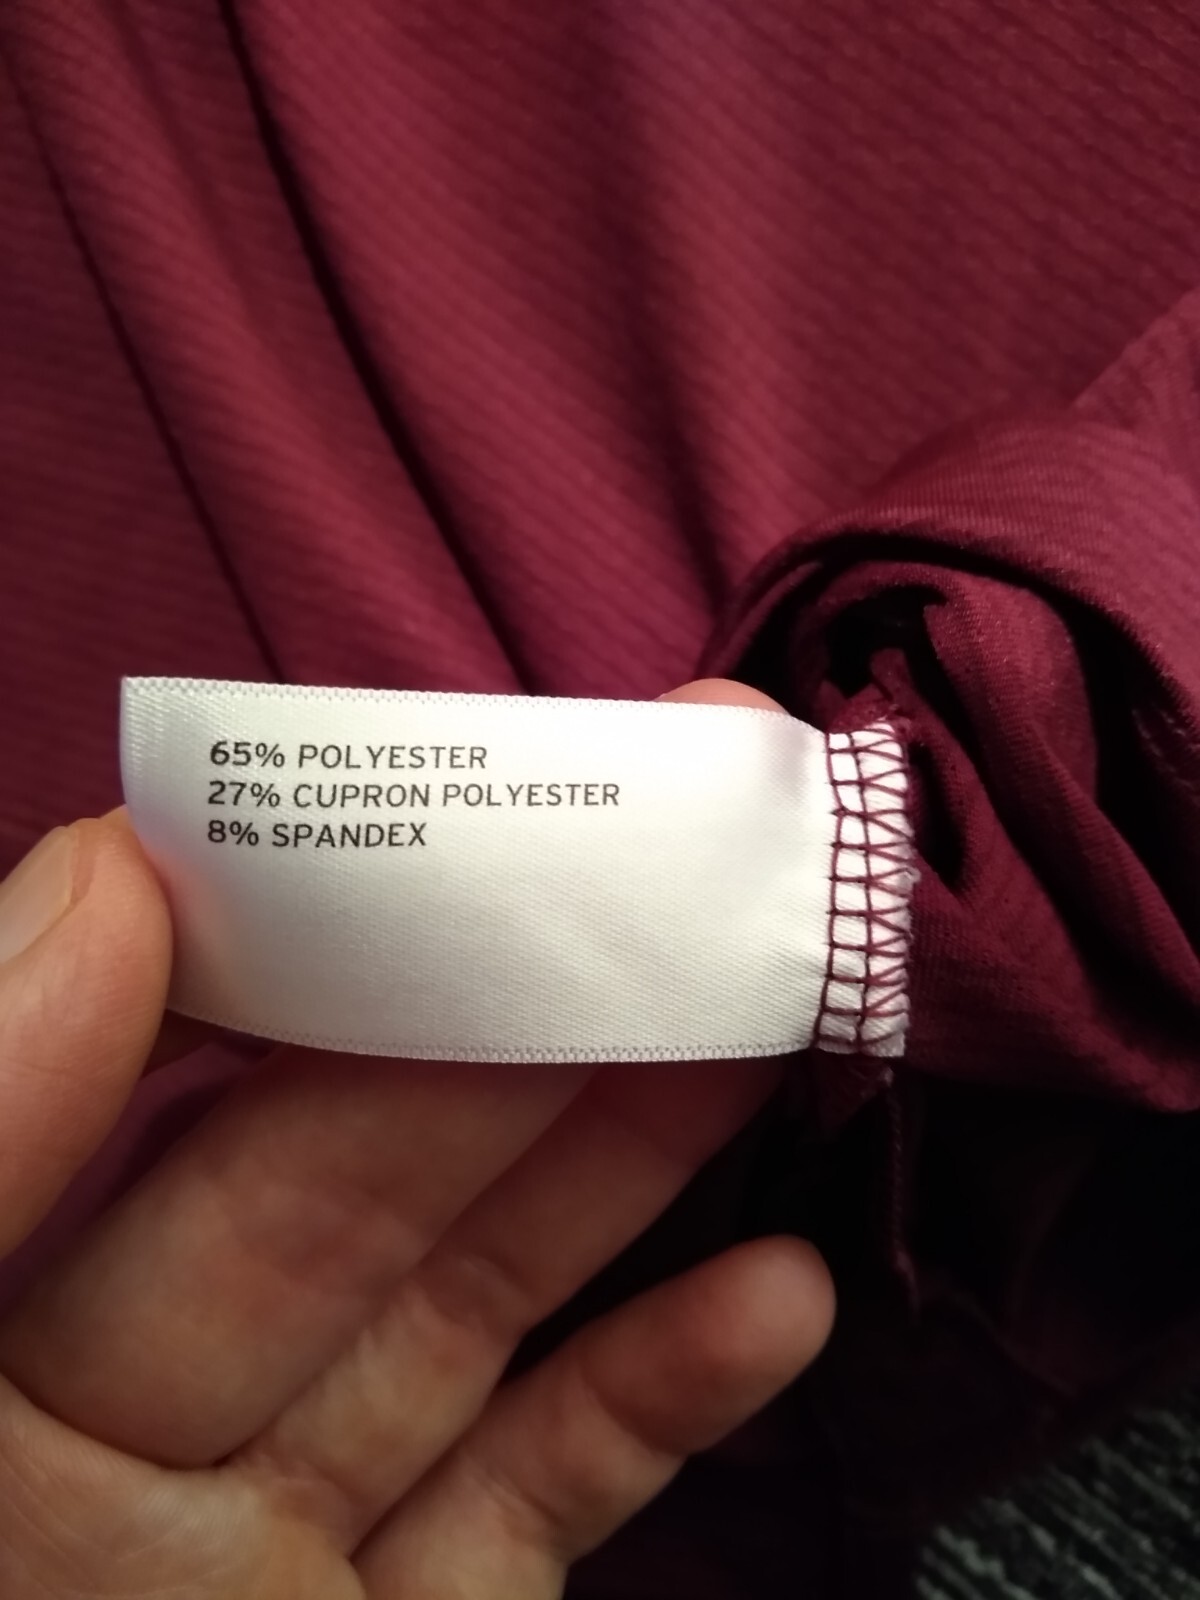 65% POLYESTER
27% CUPRON POLYESTER
8% SPANDEX